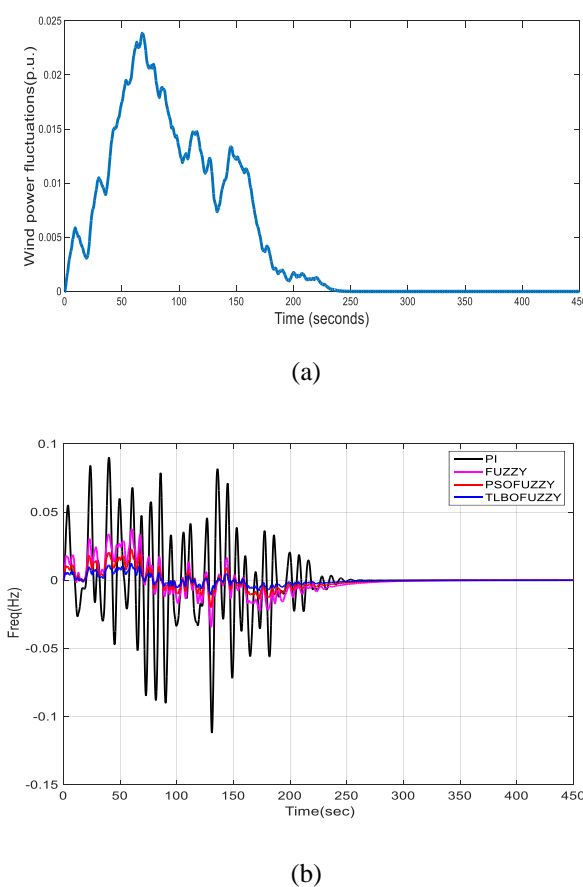 0.025
0.02
0.015
0.01
0.005
0
Wind power fluctuations(p.u.)
0 50 100 150 200 250 300 350 400 450
Time (seconds)
(a)
0.1
0.05
0
-0.05
-0.1
-0.15
Freq(Hz)
PI
FUZZY
PSOFUZZY
TLBOFUZZY
0 50 100 150 200 250 300 350 400 450
Time(sec)
(b)